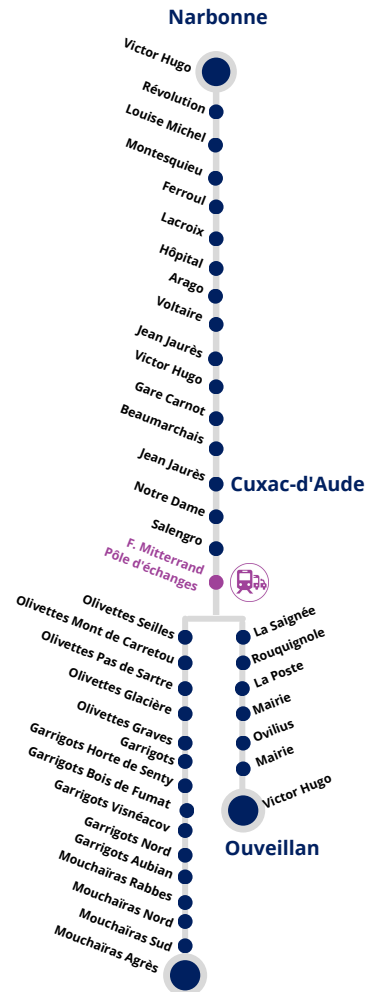 Narbonne
Victor Hugo
Révolution
Louise Michel
Montesquieu
Ferroul
Lacroix
Hôpital
Arago
Voltaire
Jean Jaurès
Victor Hugo
Gare Carnot
Beaumarchais
Jean Jaurès
Cuxac-d'Aude
Notre Dame
Salengro
F. Mitterrand
Pôle d'échanges
Olivettes Seilles
Olivettes Mont de Carretou
Olivettes Pas de Sartre
Olivettes Glacière
Olivettes Graves
Garrigots
Garrigots Horte de Senty
Garrigots Bois de Fumat
Garrigots Visnéacov
Garrigots Nord
Garrigots Aubian
Mouchaïras Rabbes
Mouchaïras Nord
Mouchaïras Sud
Mouchaïras Agrès
La Saignée
Rouquignole
La Poste
Mairie
Ovilius
Mairie
Victor Hugo
Ouveillan